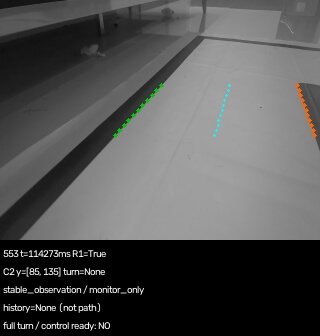 553 t=114273ms R1=True
C2 y=[85, 135] turn=None
stable_observation / monitor_only
history=None (not path)
full turn / control ready: NO